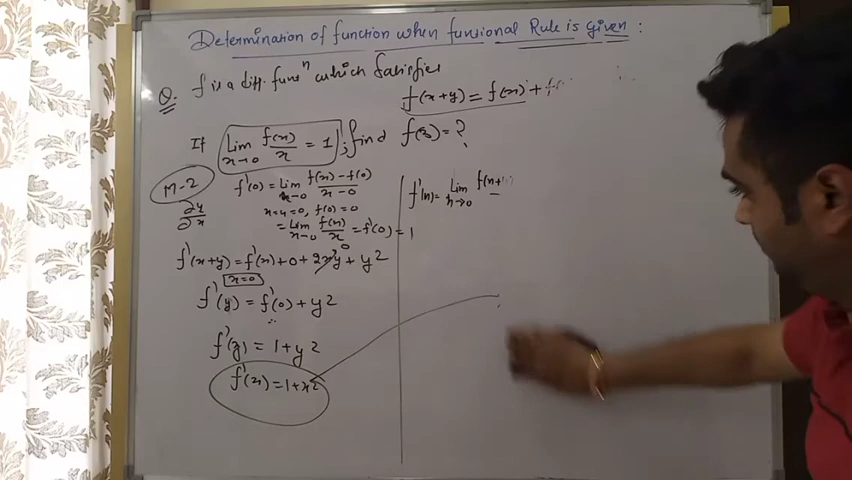 Determination of function when funsional Rule is given :
Q. f is a diff. funcⁿ which satisfies
f(x+y) = f(x) +
If Lim x→0 f(x)/x = 1, find f(3) = ?
M-2
∂y/∂x
f'(0) = Lim x→0 f(x)-f(0)/x-0
x=y=0, f(0)=0
= Lim x→0 f(x)/x = f'(0) = 1
f'(x+y) = f'(x)+0+2xy+y2
0
x=0
f'(y) = f'(0)+y2
f'(y) = 1+y2
f'(x) = 1+x2
f'(x) = Lim h→0 f(x+